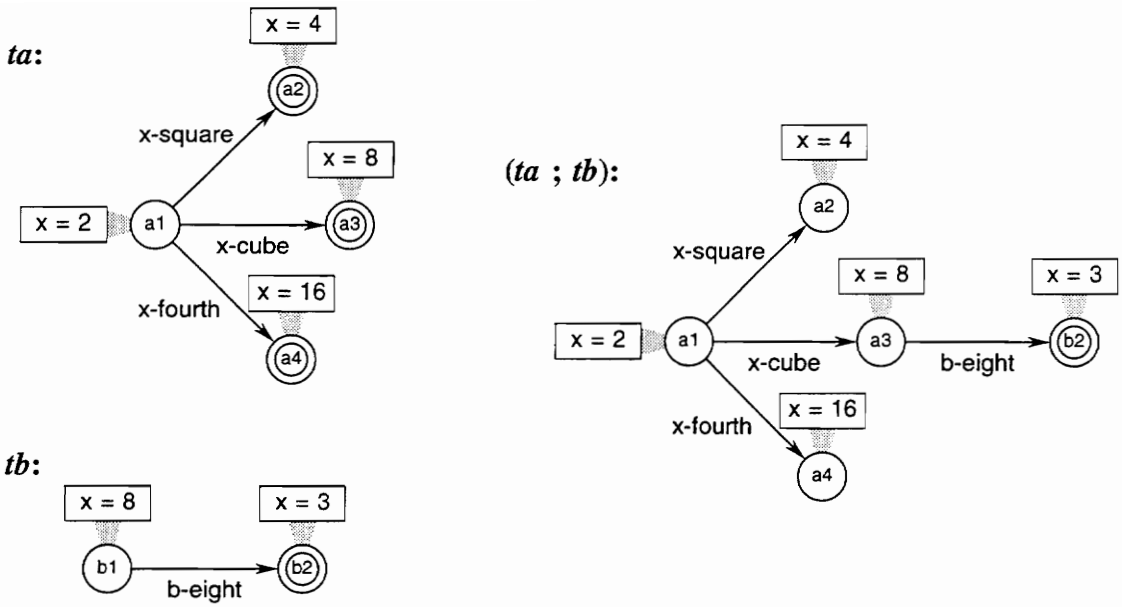 ta:
x = 4
a2
x-square
x = 8
x = 2
a1
a3
x-cube
x-fourth
x = 16
a4
tb:
x = 8
x = 3
b1
b2
b-eight
(ta ; tb):
x = 4
a2
x-square
x = 8
x = 3
x = 2
a1
a3
b2
x-cube
b-eight
x-fourth
x = 16
a4